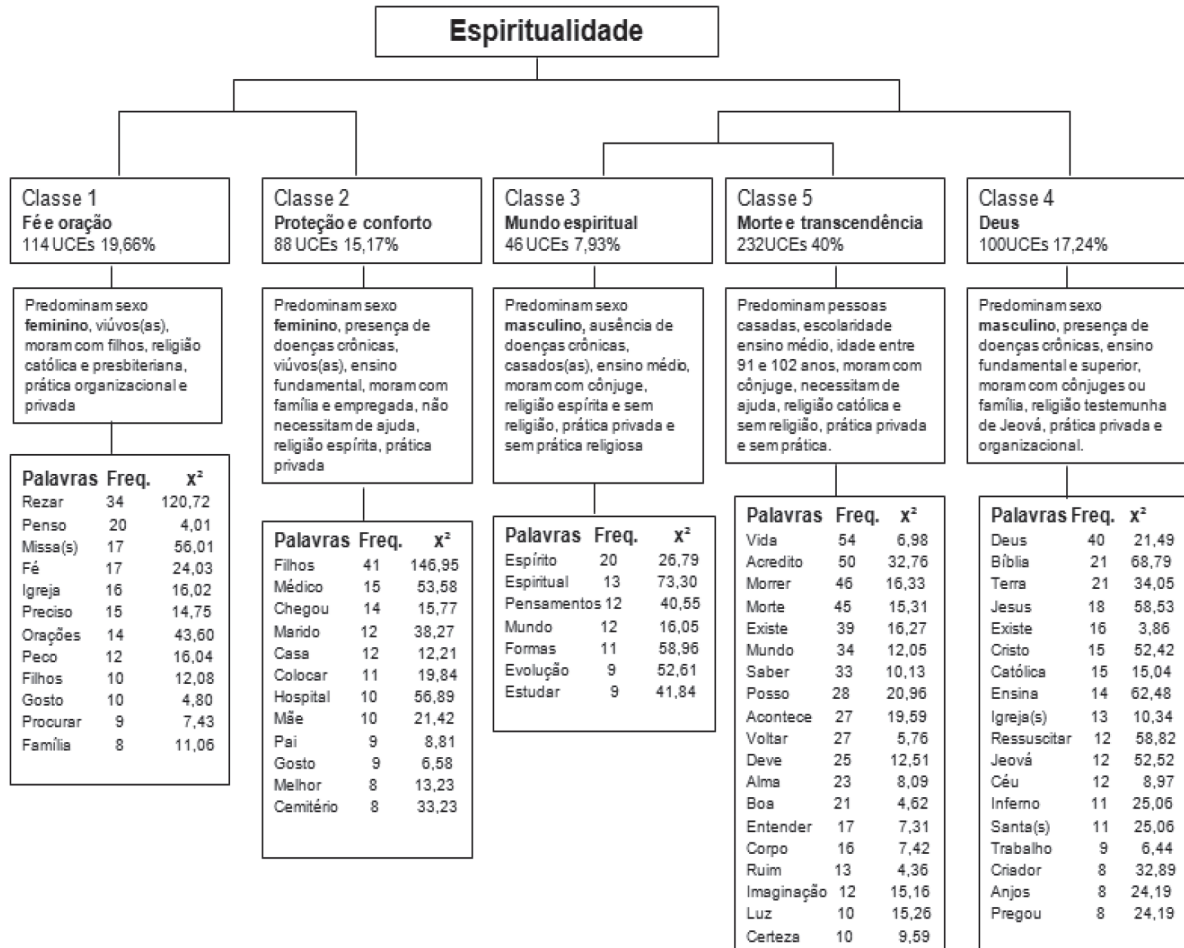 Espiritualidade
Classe 1
Fé e oração
114 UCEs 19,66%
Predominam sexo
feminino, viúvos(as),
moram com filhos, religião
católica e presbiteriana,
prática organizacional e
privada
Palavras Freq. x²
Rezar 34 120,72
Penso 20 4,01
Missa(s) 17 56,01
Fé 17 24,03
Igreja 16 16,02
Preciso 15 14,75
Orações 14 43,60
Peco 12 16,04
Filhos 10 12,08
Gosto 10 4,80
Procurar 9 7,43
Família 8 11,06
Classe 2
Proteção e conforto
88 UCEs 15,17%
Predominam sexo
feminino, presença de
doenças crônicas,
viúvos(as), ensino
fundamental, moram com
família e empregada, não
necessitam de ajuda,
religião espírita, prática
privada
Palavras Freq. x²
Filhos 41 146,95
Médico 15 53,58
Chegou 14 15,77
Marido 12 38,27
Casa 12 12,21
Colocar 11 19,84
Hospital 10 56,89
Mãe 10 21,42
Pai 9 8,81
Gosto 9 6,58
Melhor 8 13,23
Cemitério 8 33,23
Classe 3
Mundo espiritual
46 UCEs 7,93%
Predominam sexo
masculino, ausência de
doenças crônicas,
casados(as), ensino médio,
moram com cônjuge,
religião espírita e sem
religião, prática privada e
sem prática religiosa
Palavras Freq. x²
Espírito 20 26,79
Espiritual 13 73,30
Pensamentos 12 40,55
Mundo 12 16,05
Formas 11 58,96
Evolução 9 52,61
Estudar 9 41,84
Classe 5
Morte e transcendência
232UCEs 40%
Predominam pessoas
casadas, escolaridade
ensino médio, idade entre
91 e 102 anos, moram com
cônjuge, necessitam de
ajuda, religião católica e
sem religião, prática privada
e sem prática.
Palavras Freq. x²
Vida 54 6,98
Acredito 50 32,76
Morrer 46 16,33
Morte 45 15,31
Existe 39 16,27
Mundo 34 12,05
Saber 33 10,13
Posso 28 20,96
Acontece 27 19,59
Voltar 27 5,76
Deve 25 12,51
Alma 23 8,09
Boa 21 4,62
Entender 17 7,31
Corpo 16 7,42
Ruim 13 4,36
Imaginação 12 15,16
Luz 10 15,26
Certeza 10 9,59
Classe 4
Deus
100UCEs 17,24%
Predominam sexo
masculino, presença de
doenças crônicas, ensino
fundamental e superior,
moram com cônjuges ou
família, religião testemunha
de Jeová, prática privada e
organizacional.
Palavras Freq. x²
Deus 40 21,49
Bíblia 21 68,79
Terra 21 34,05
Jesus 18 58,53
Existe 16 3,86
Cristo 15 52,42
Católica 15 15,04
Ensina 14 62,48
Igreja(s) 13 10,34
Ressuscitar 12 58,82
Jeová 12 52,52
Céu 12 8,97
Inferno 11 25,06
Santa(s) 11 25,06
Trabalho 9 6,44
Criador 8 32,89
Anjos 8 24,19
Pregou 8 24,19